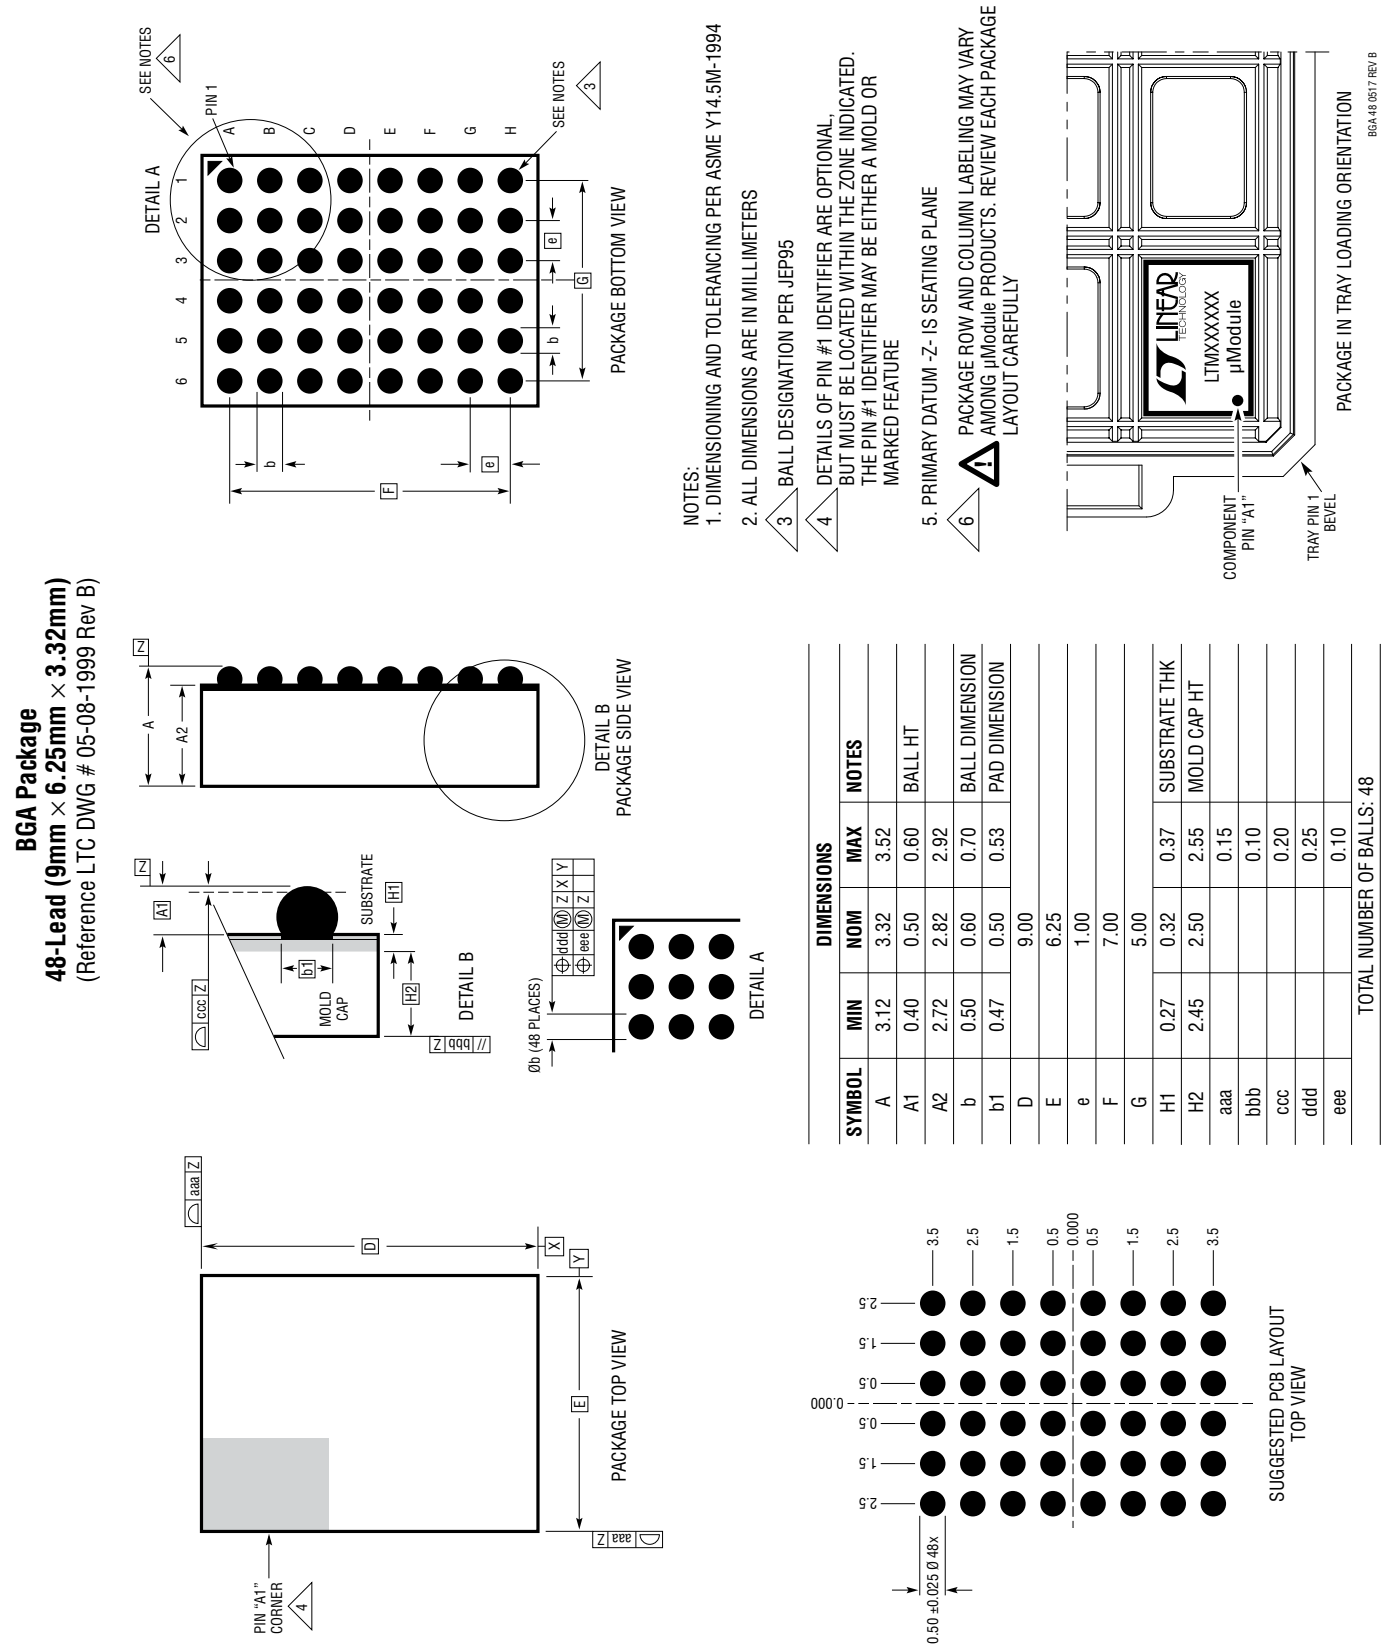 BGA Package
48-Lead (9mm × 6.25mm × 3.32mm)
(Reference LTC DWG # 05-08-1999 Rev B)
PIN “A1”
CORNER
4
aaa Z
aaa Z
D
E
X
Y
PACKAGE TOP VIEW
ccc Z
A1
Z
b1
MOLD
CAP
SUBSTRATE
H1
H2
// bbb Z
DETAIL B
Øb (48 PLACES)
ddd M Z X Y
eee M Z
DETAIL A
A
A2
Z
DETAIL B
PACKAGE SIDE VIEW
SEE NOTES
6
DETAIL A
PIN 1
6 5 4 3 2 1
A
B
C
D
E
F
G
H
b
F
e
b
e
G
SEE NOTES
3
PACKAGE BOTTOM VIEW
2.5 1.5 0.5 0.000 0.5 1.5 2.5
3.5
2.5
1.5
0.5
0.000
0.5
1.5
2.5
3.5
0.50 ±0.025 Ø 48x
SUGGESTED PCB LAYOUT
TOP VIEW
DIMENSIONS
SYMBOL MIN NOM MAX NOTES
A 3.12 3.32 3.52
A1 0.40 0.50 0.60 BALL HT
A2 2.72 2.82 2.92
b 0.50 0.60 0.70 BALL DIMENSION
b1 0.47 0.50 0.53 PAD DIMENSION
D 9.00
E 6.25
e 1.00
F 7.00
G 5.00
H1 0.27 0.32 0.37 SUBSTRATE THK
H2 2.45 2.50 2.55 MOLD CAP HT
aaa 0.15
bbb 0.10
ccc 0.20
ddd 0.25
eee 0.10
TOTAL NUMBER OF BALLS: 48
NOTES:
1. DIMENSIONING AND TOLERANCING PER ASME Y14.5M-1994
2. ALL DIMENSIONS ARE IN MILLIMETERS
3 BALL DESIGNATION PER JEP95
4 DETAILS OF PIN #1 IDENTIFIER ARE OPTIONAL,
BUT MUST BE LOCATED WITHIN THE ZONE INDICATED.
THE PIN #1 IDENTIFIER MAY BE EITHER A MOLD OR
MARKED FEATURE
5. PRIMARY DATUM -Z- IS SEATING PLANE
6 ! PACKAGE ROW AND COLUMN LABELING MAY VARY
AMONG µModule PRODUCTS. REVIEW EACH PACKAGE
LAYOUT CAREFULLY
LINEAR
TECHNOLOGY
LTMXXXXXX
µModule
COMPONENT
PIN “A1”
TRAY PIN 1
BEVEL
PACKAGE IN TRAY LOADING ORIENTATION
BGA 48 0517 REV B